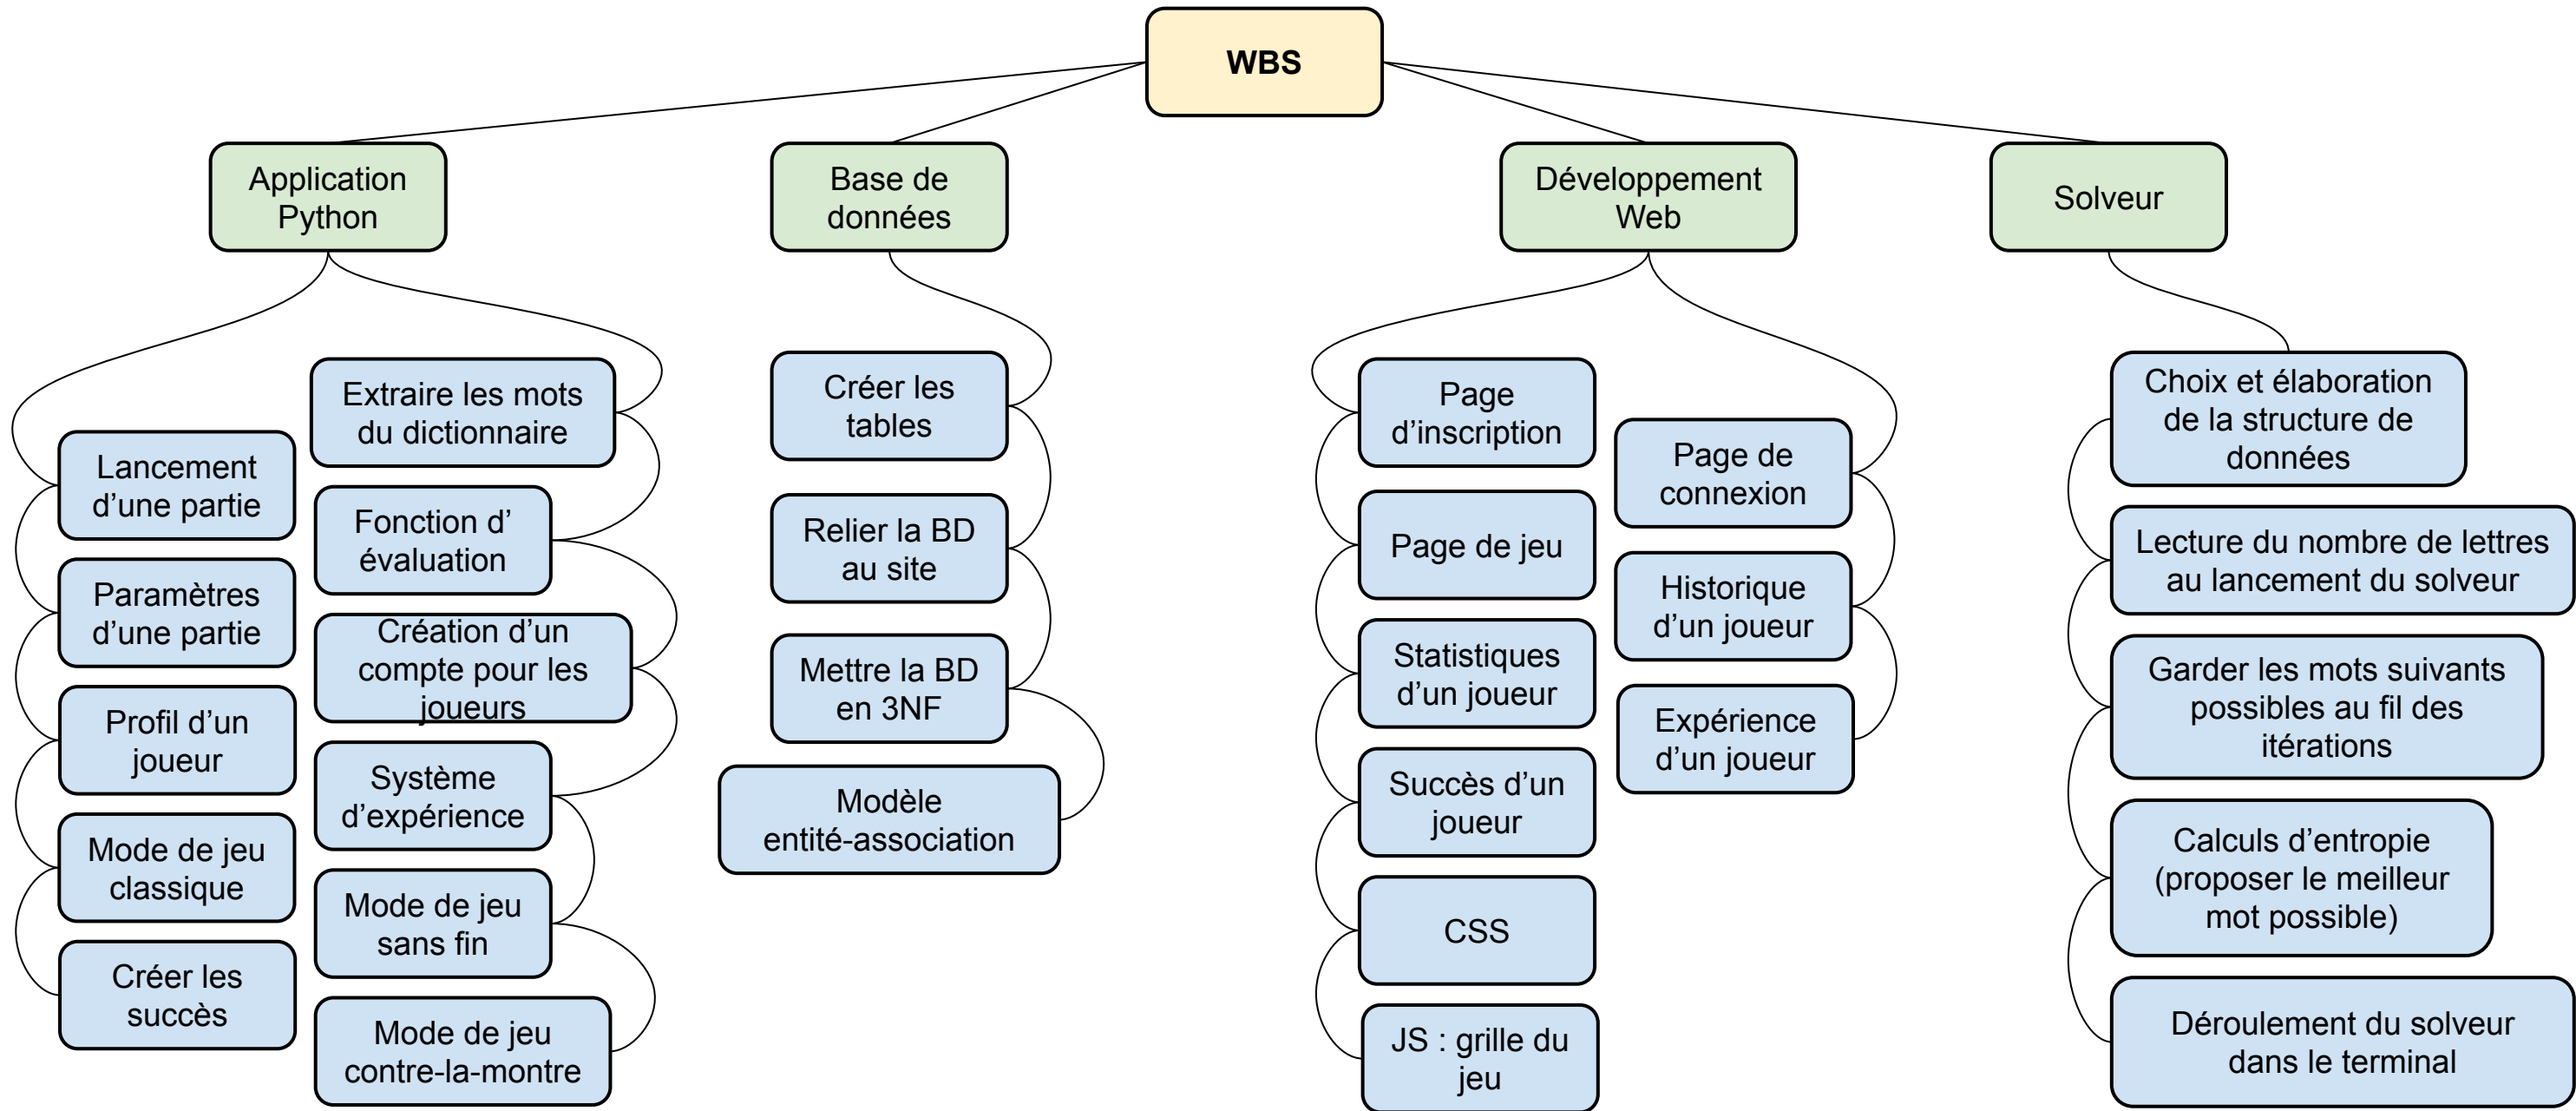 WBS
Application
Python
Base de
données
Développement
Web
Solveur
Lancement
d’une partie
Paramètres
d’une partie
Profil d’un
joueur
Mode de jeu
classique
Créer les
succès
Extraire les mots
du dictionnaire
Fonction d’
évaluation
Création d’un
compte pour les
joueurs
Système
d’expérience
Mode de jeu
sans fin
Mode de jeu
contre-la-montre
Créer les
tables
Relier la BD
au site
Mettre la BD
en 3NF
Modèle
entité-association
Page
d’inscription
Page de jeu
Statistiques
d’un joueur
Succès d’un
joueur
CSS
JS : grille du
jeu
Page de
connexion
Historique
d’un joueur
Expérience
d’un joueur
Choix et élaboration
de la structure de
données
Lecture du nombre de lettres
au lancement du solveur
Garder les mots suivants
possibles au fil des
itérations
Calculs d’entropie
(proposer le meilleur
mot possible)
Déroulement du solveur
dans le terminal